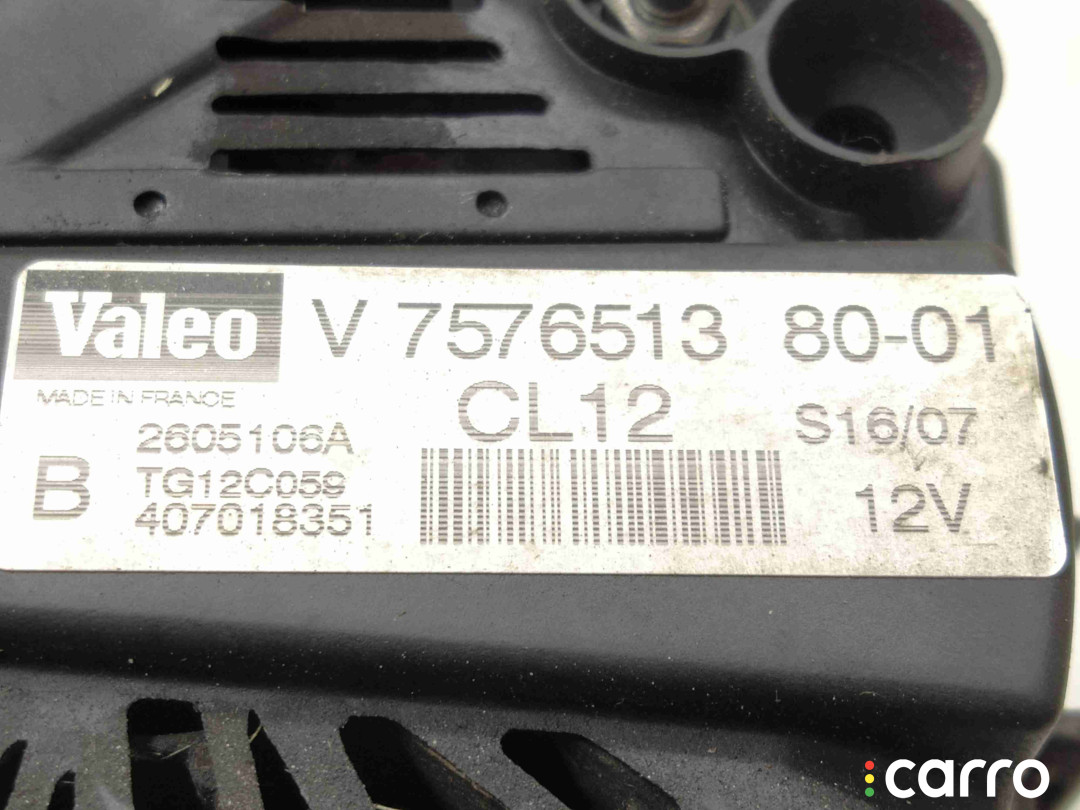 Valeo V 7576513 80-01
MADE IN FRANCE
CL12
2605106A
S16/07
B TG12C059
12V
407018351
carro